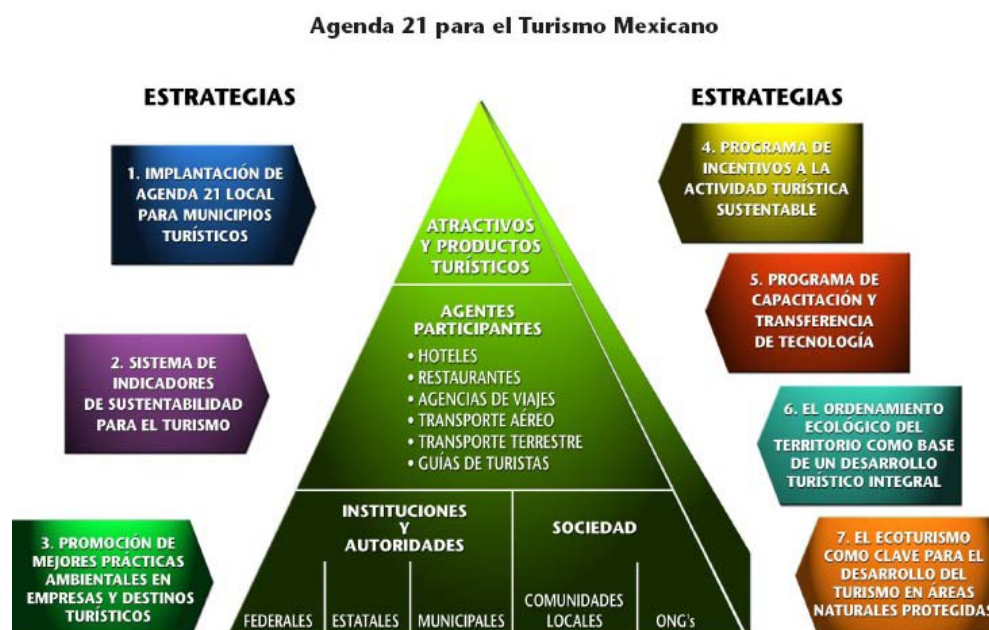 Agenda 21 para el Turismo Mexicano
ESTRATEGIAS
1. IMPLANTACIÓN DE
AGENDA 21 LOCAL
PARA MUNICIPIOS
TURÍSTICOS
2. SISTEMA DE
INDICADORES
DE SUSTENTABILIDAD
PARA EL TURISMO
3. PROMOCIÓN DE
MEJORES PRÁCTICAS
AMBIENTALES EN
EMPRESAS Y DESTINOS
TURÍSTICOS
ATRACTIVOS
Y PRODUCTOS
TURÍSTICOS
AGENTES
PARTICIPANTES
• HOTELES
• RESTAURANTES
• AGENCIAS DE VIAJES
• TRANSPORTE AÉREO
• TRANSPORTE TERRESTRE
• GUÍAS DE TURISTAS
INSTITUCIONES
Y
AUTORIDADES
FEDERALES
ESTATALES
MUNICIPALES
SOCIEDAD
COMUNIDADES
LOCALES
ONG's
ESTRATEGIAS
4. PROGRAMA DE
INCENTIVOS A LA
ACTIVIDAD TURÍSTICA
SUSTENTABLE
5. PROGRAMA DE
CAPACITACIÓN Y
TRANSFERENCIA
DE TECNOLOGÍA
6. EL ORDENAMIENTO
ECOLÓGICO DEL
TERRITORIO COMO BASE
DE UN DESARROLLO
TURÍSTICO INTEGRAL
7. EL ECOTURISMO
COMO CLAVE PARA EL
DESARROLLO DEL
TURISMO EN ÁREAS
NATURALES PROTEGIDAS